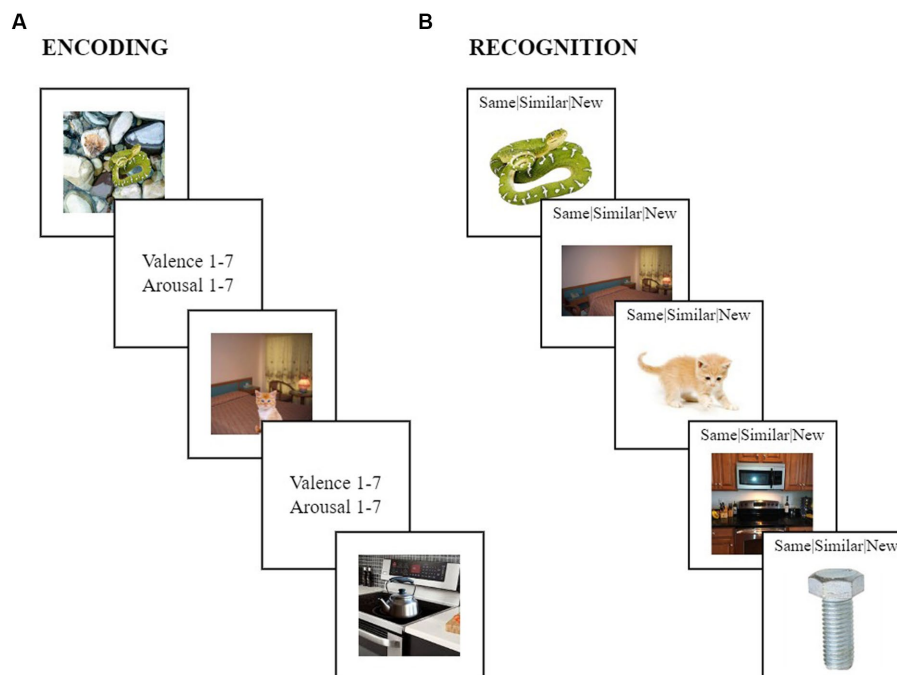 A
ENCODING
Valence 1-7
Arousal 1-7
Valence 1-7
Arousal 1-7
B
RECOGNITION
Same|Similar|New
Same|Similar|New
Same|Similar|New
Same|Similar|New
Same|Similar|New